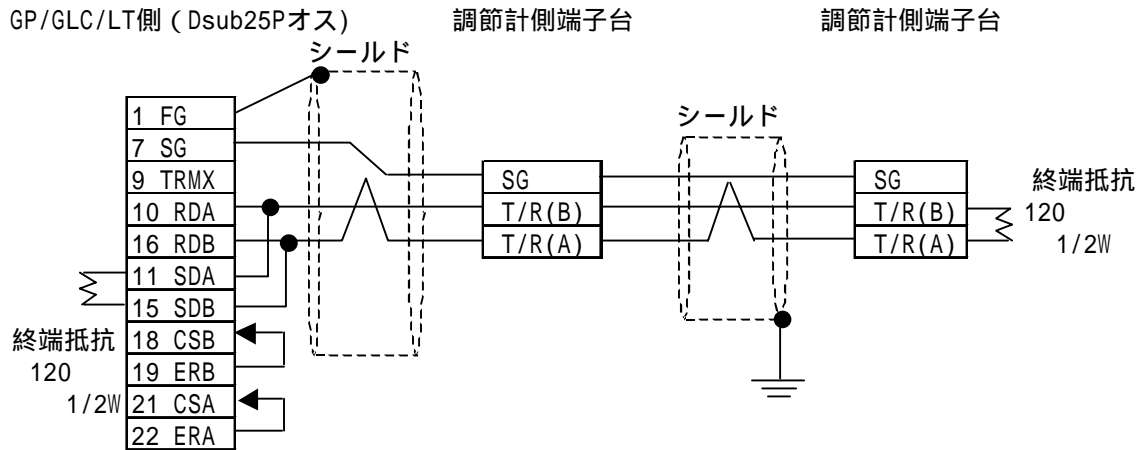 GP/GLC/LT側（Dsub25Pオス)
調節計側端子台
調節計側端子台
シールド
シールド
1 FG
7 SG
9 TRMX
10 RDA
16 RDB
11 SDA
15 SDB
18 CSB
19 ERB
21 CSA
22 ERA
終端抵抗
120
1/2W
SG
T/R(B)
T/R(A)
SG
T/R(B)
T/R(A)
終端抵抗
120
1/2W